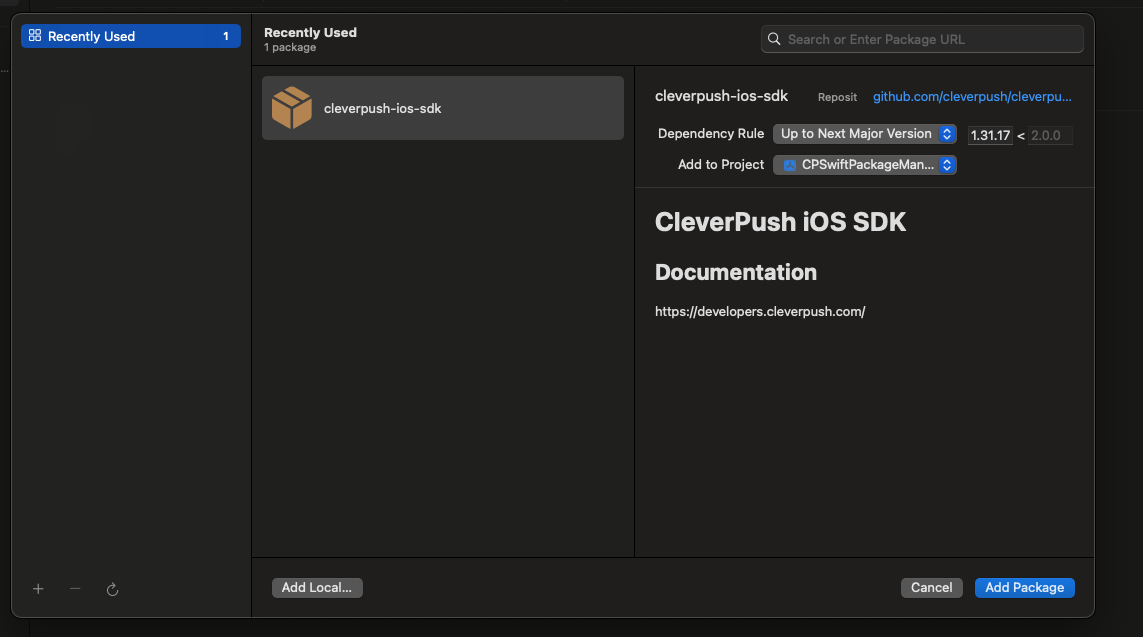 Recently Used 1
Recently Used
1 package
Search or Enter Package URL
cleverpush-ios-sdk
cleverpush-ios-sdk Reposit github.com/cleverpush/cleverpu...
Dependency Rule Up to Next Major Version 1.31.17 < 2.0.0
Add to Project CPSwiftPackageMan...
CleverPush iOS SDK
Documentation
https://developers.cleverpush.com/
Add Local... Cancel Add Package